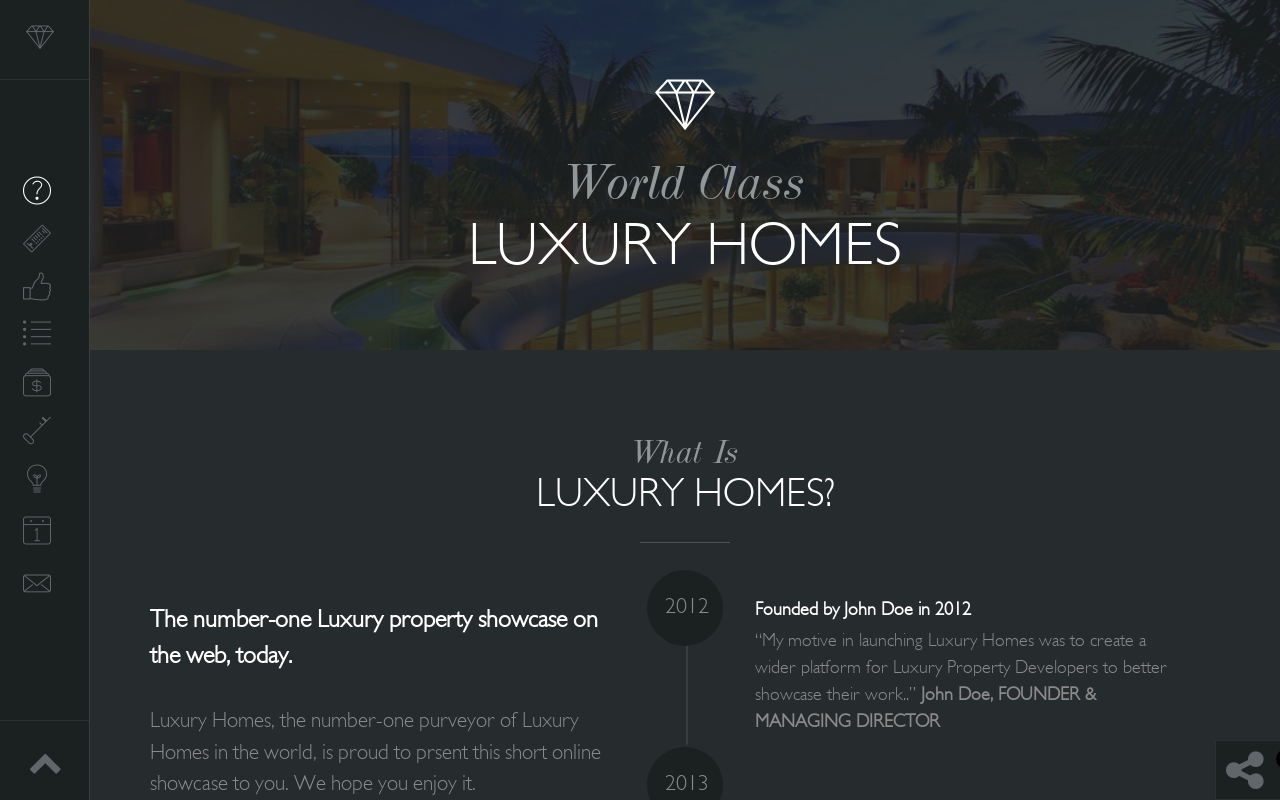 World Class
LUXURY HOMES
What Is
LUXURY HOMES?
The number-one Luxury property showcase on
the web, today.
Luxury Homes, the number-one purveyor of Luxury
Homes in the world, is proud to prsent this short online
showcase to you. We hope you enjoy it.
2012
Founded by John Doe in 2012
“My motive in launching Luxury Homes was to create a
wider platform for Luxury Property Developers to better
showcase their work..” John Doe, FOUNDER &
MANAGING DIRECTOR
2013